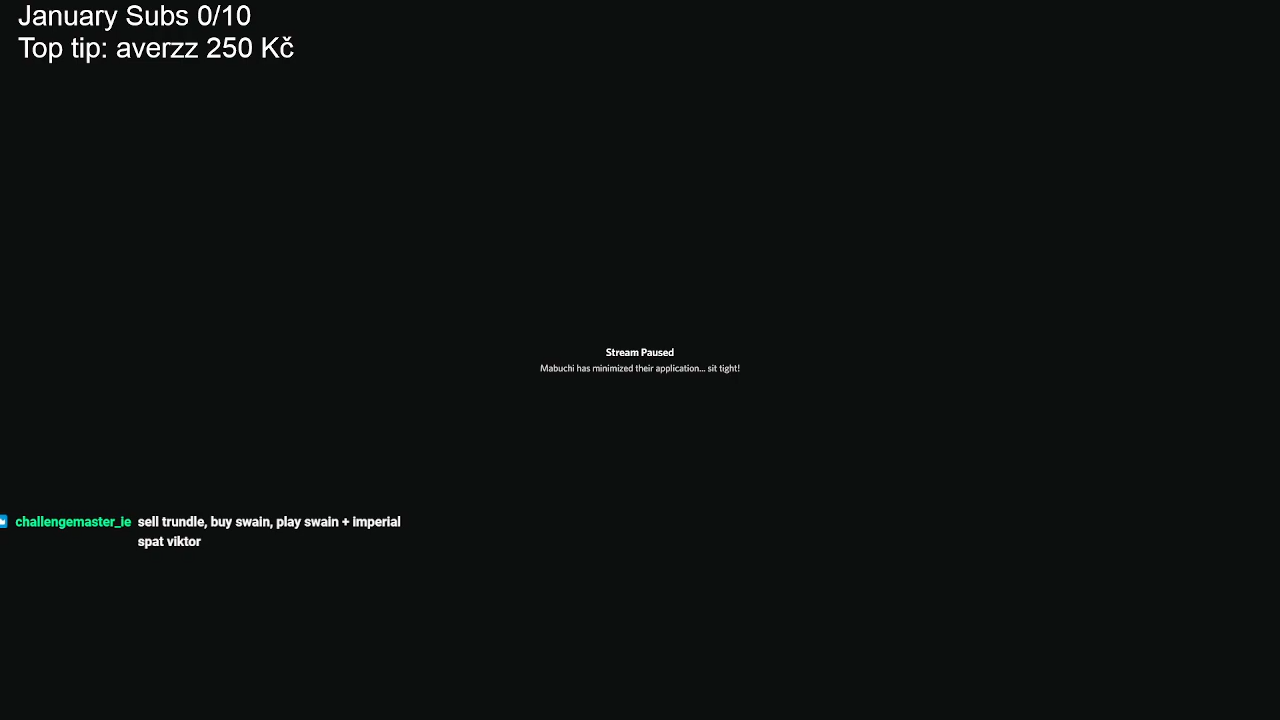 January Subs 0/10
Top tip: averzz 250 Kč
Stream Paused
Mabuchi has minimized their application... sit tight!
challengemaster_ie sell trundle, buy swain, play swain + imperial
spat viktor